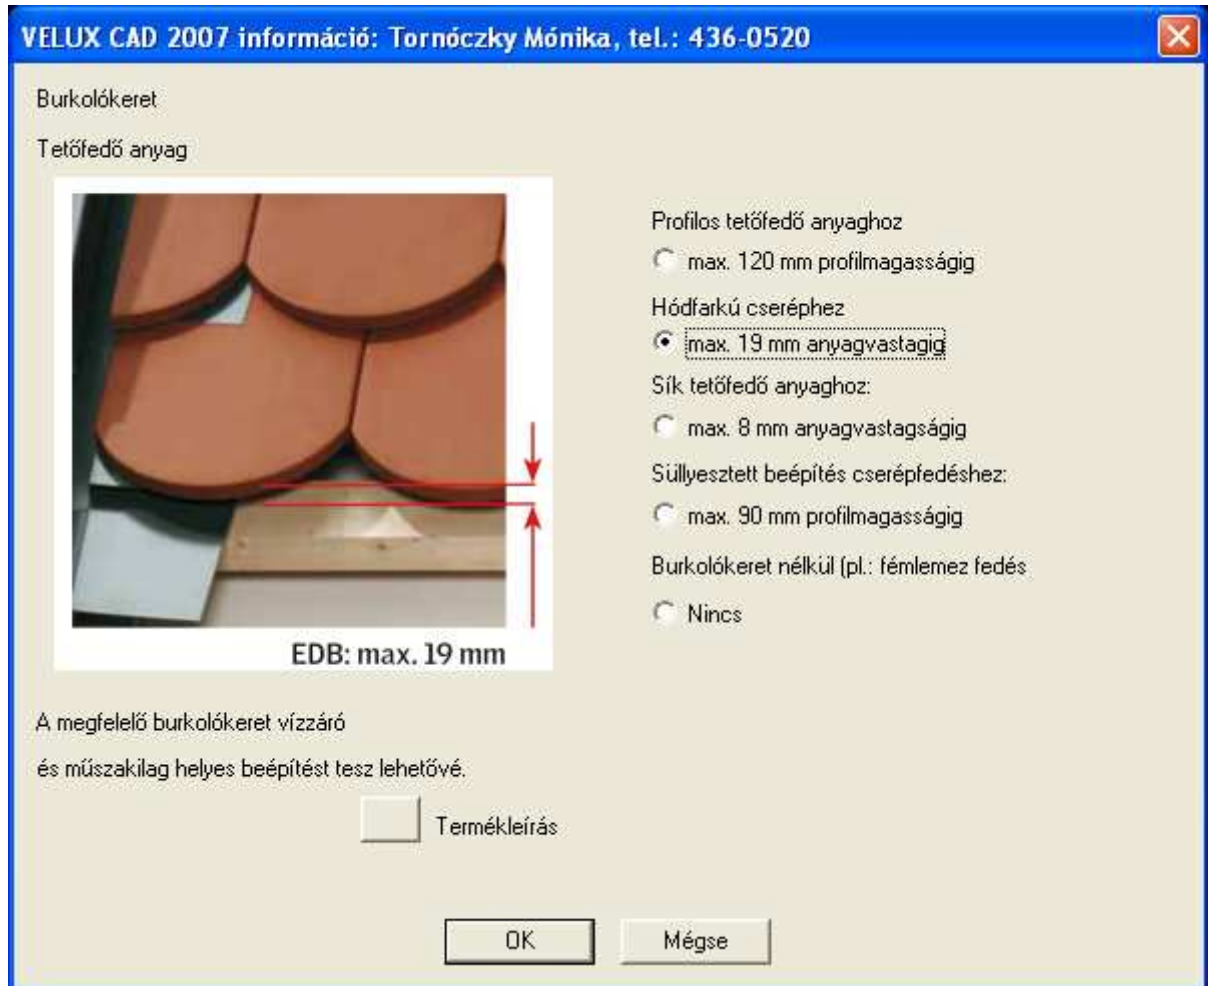 VELUX CAD 2007 információ: Tornóczky Mónika, tel.: 436-0520
Burkolókeret
Tetőfedő anyag
EDB: max. 19 mm
Profilos tetőfedő anyaghoz
max. 120 mm profilmagasságig
Hódfarkú cseréphez
max. 19 mm anyagvastagig
Sík tetőfedő anyaghoz:
max. 8 mm anyagvastagságig
Süllyesztett beépítés cserépfedéshez:
max. 90 mm profilmagasságig
Burkolókeret nélkül (pl.: fémlemez fedés
Nincs
A megfelelő burkolókeret vízzáró
és műszakilag helyes beépítést tesz lehetővé.
Termékleírás
OK
Mégse